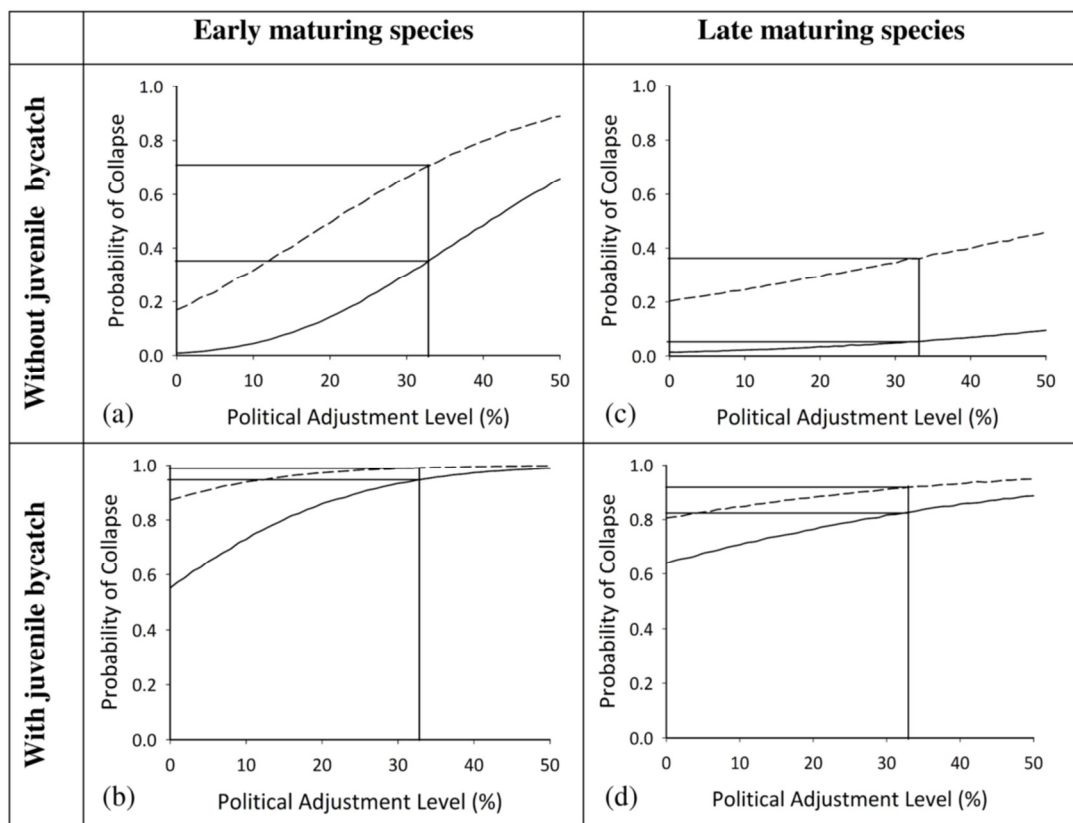 Early maturing species
Late maturing species
Without juvenile bycatch
Probability of Collapse
1.0
0.8
0.6
0.4
0.2
0.0
0 10 20 30 40 50
(a) Political Adjustment Level (%)
Probability of Collapse
1.0
0.8
0.6
0.4
0.2
0.0
0 10 20 30 40 50
(c) Political Adjustment Level (%)
With juvenile bycatch
Probability of Collapse
1.0
0.8
0.6
0.4
0.2
0.0
0 10 20 30 40 50
(b) Political Adjustment Level (%)
Probability of Collapse
1.0
0.8
0.6
0.4
0.2
0.0
0 10 20 30 40 50
(d) Political Adjustment Level (%)